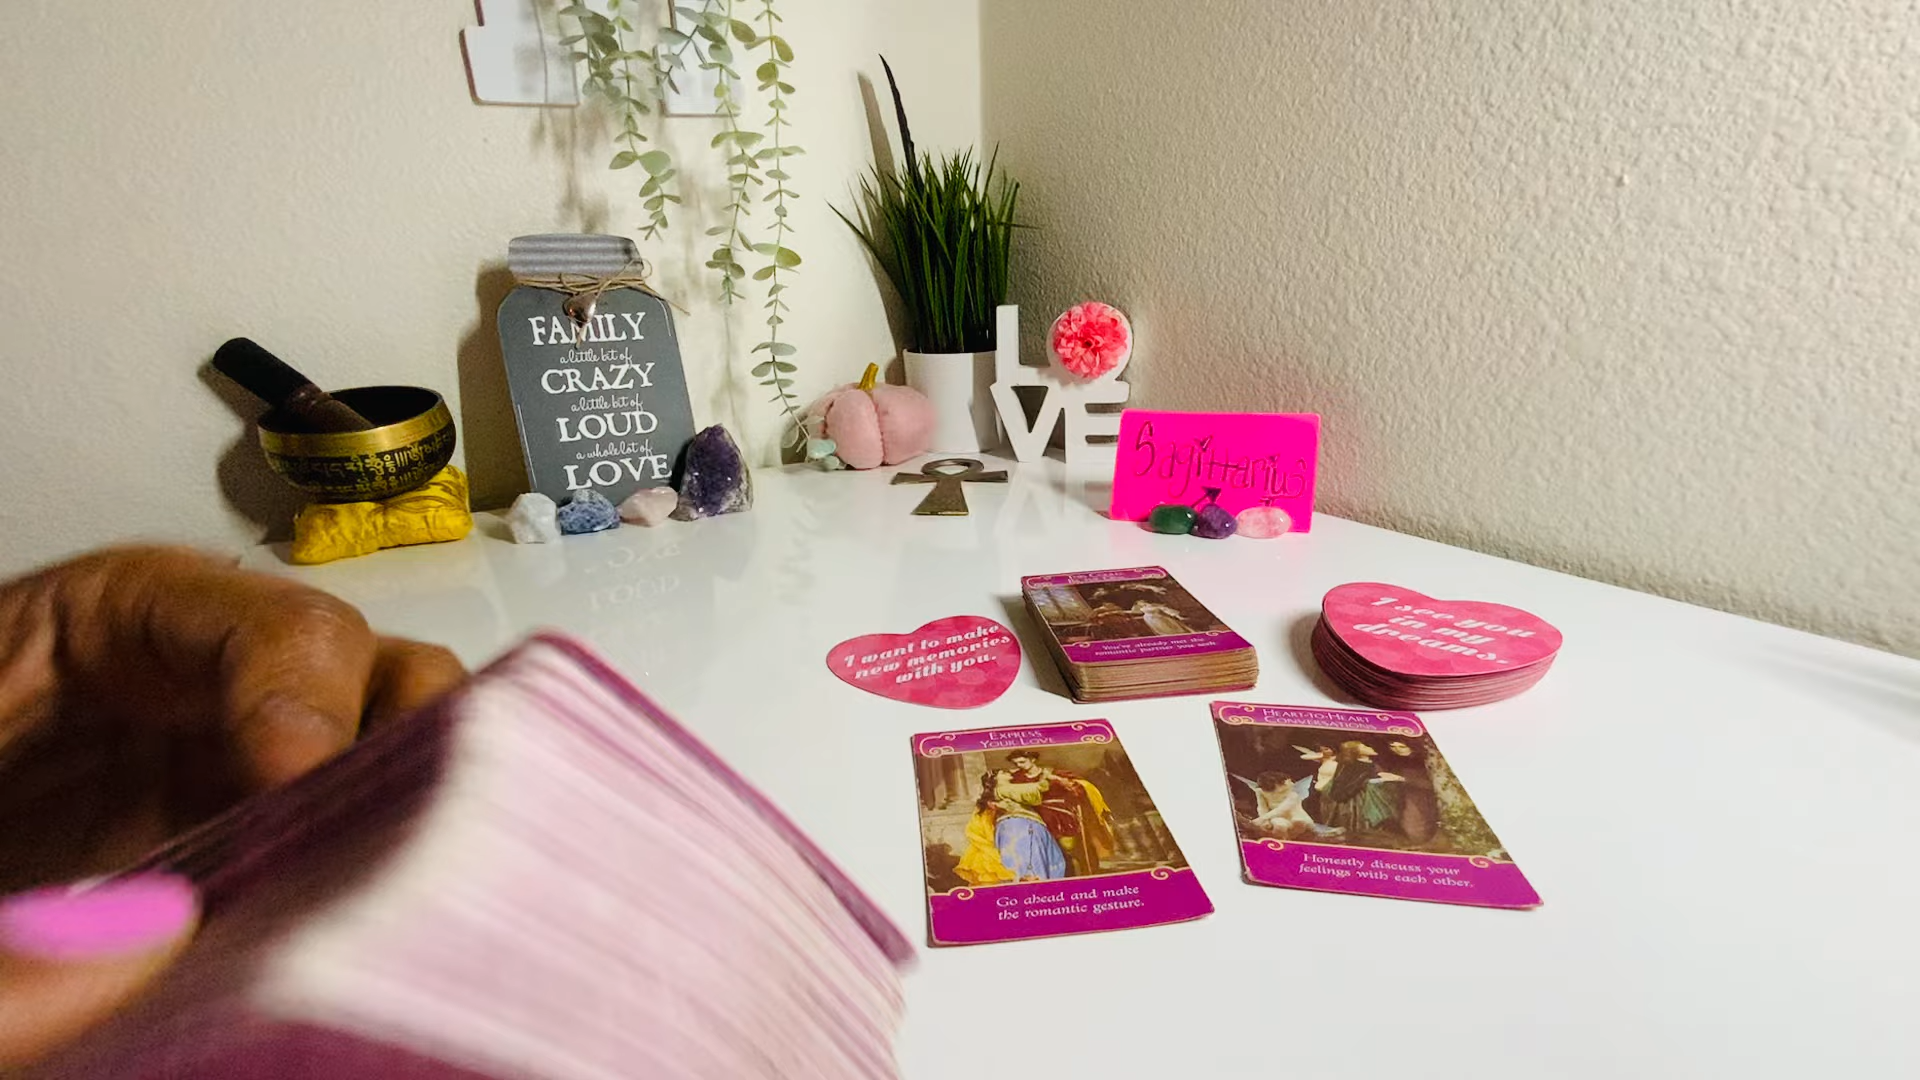 FAMILY
a little bit of
CRAZY
a little bit of
LOUD
a whole lot of
LOVE
LOVE
Sagittarius
I want to make
new memories
with you.
You've already met the
romantic partner you seek.
I see you
in my
dreams.
EXPRESS
YOUR LOVE
Go ahead and make
the romantic gesture.
HEART-TO-HEART
CONVERSATIONS
Honestly discuss your
feelings with each other.